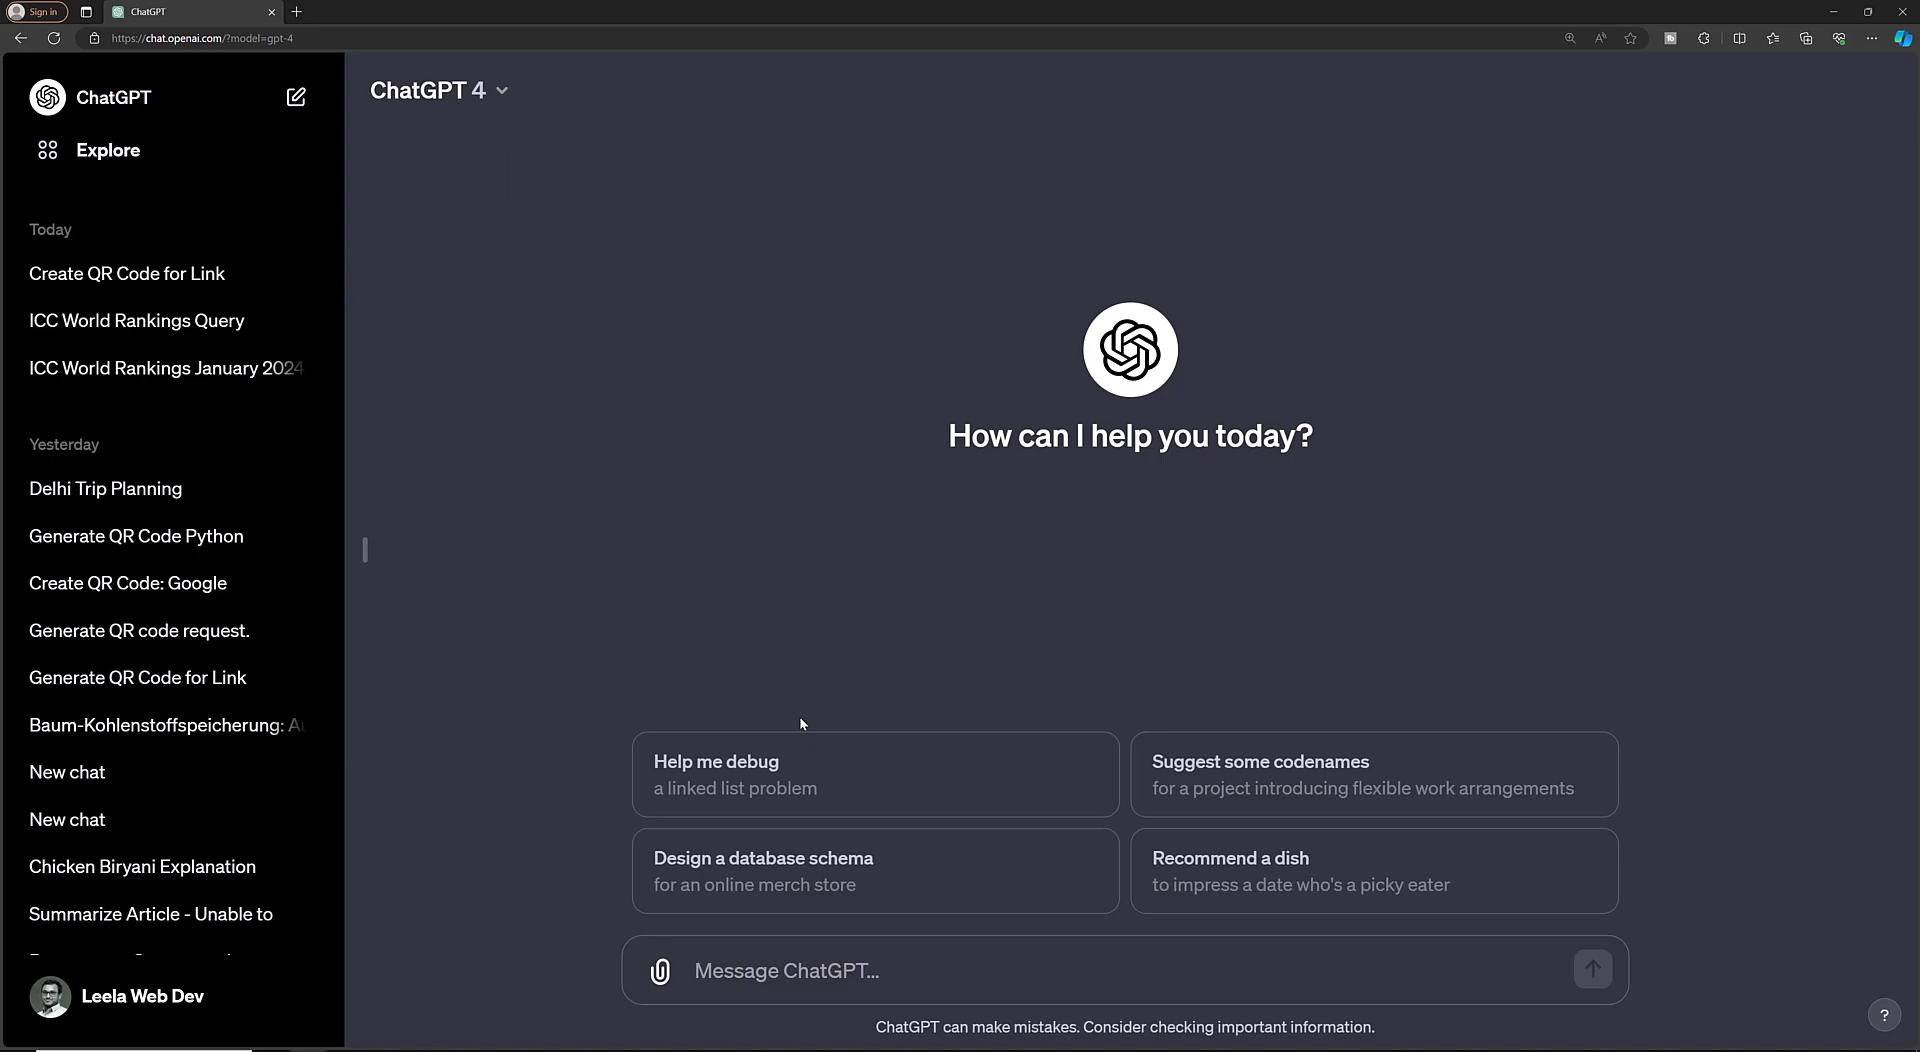 Sign in
ChatGPT
https://chat.openai.com/?model=gpt-4
ChatGPT
Explore
Today
Create QR Code for Link
ICC World Rankings Query
ICC World Rankings January 2024
Yesterday
Delhi Trip Planning
Generate QR Code Python
Create QR Code: Google
Generate QR code request.
Generate QR Code for Link
Baum-Kohlenstoffspeicherung:
New chat
New chat
Chicken Biryani Explanation
Summarize Article - Unable to
Leela Web Dev
ChatGPT 4
How can I help you today?
Help me debug
a linked list problem
Suggest some codenames
for a project introducing flexible work arrangements
Design a database schema
for an online merch store
Recommend a dish
to impress a date who's a picky eater
Message ChatGPT...
ChatGPT can make mistakes. Consider checking important information.
?